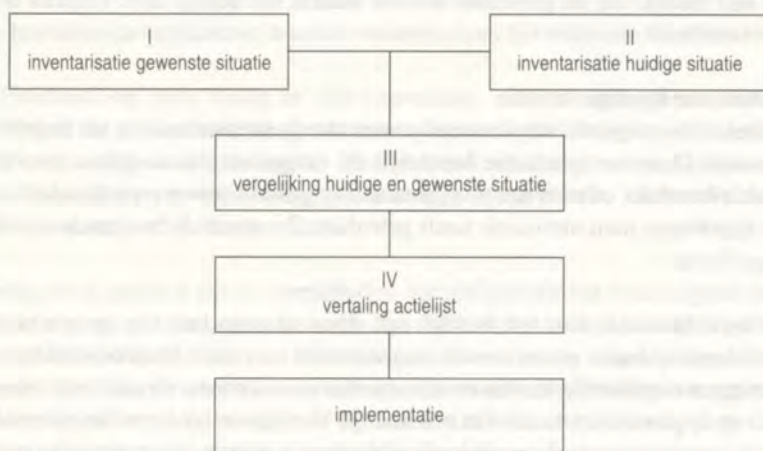 I
inventarisatie gewenste situatie
II
inventarisatie huidige situatie
III
vergelijking huidige en gewenste situatie
IV
vertaling actielijst
implementatie